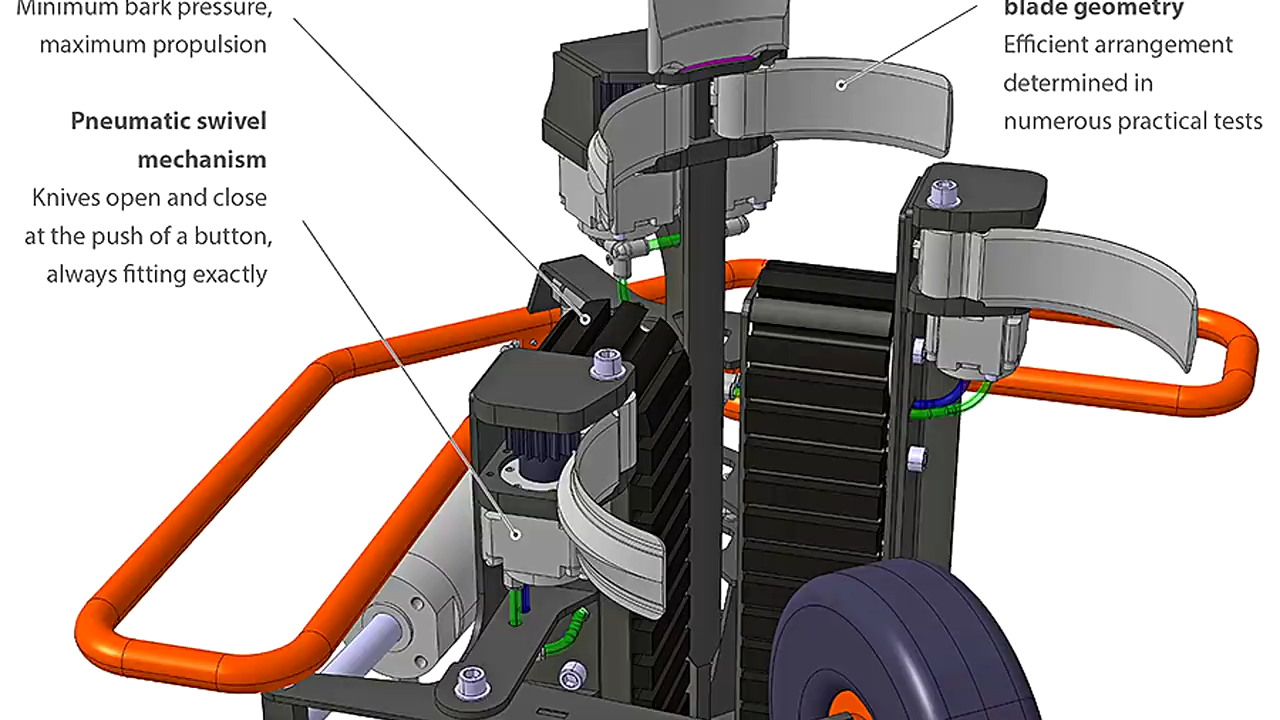 Minimum bark pressure,
maximum propulsion
Pneumatic swivel
mechanism
Knives open and close
at the push of a button,
always fitting exactly
blade geometry
Efficient arrangement
determined in
numerous practical tests